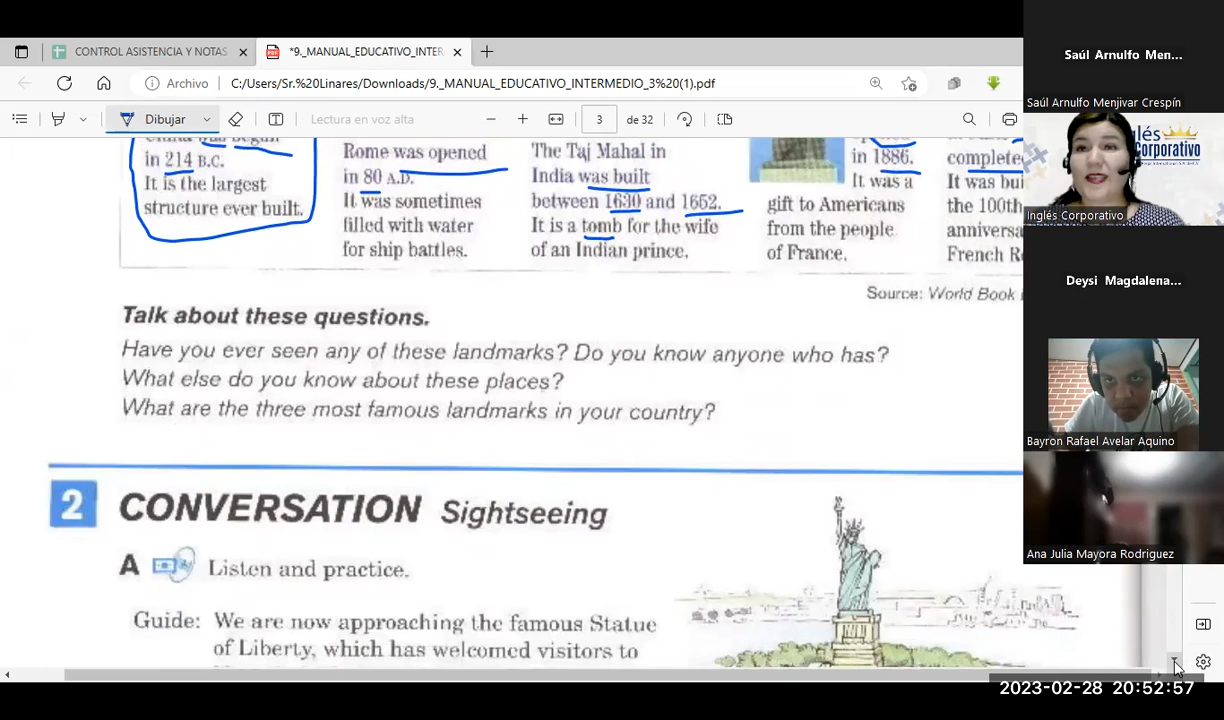 CONTROL ASISTENCIA Y NOTAS
*9._MANUAL_EDUCATIVO_INTER
Archivo
C:/Users/Sr.%20Linares/Downloads/9._MANUAL_EDUCATIVO_INTERMEDIO_3%20(1).pdf
Dibujar
Lectura en voz alta
3
de 32
China was begun
in 214 B.C.
It is the largest
structure ever built.
Rome was opened
in 80 A.D.
It was sometimes
filled with water
for ship battles.
The Taj Mahal in
India was built
between 1630 and 1652.
It is a tomb for the wife
of an Indian prince.
in 1886.
It was a
gift to Americans
from the people
of France.
complete
It was bui
the 100th
anniversa
French R
Source: World Book
Talk about these questions.
Have you ever seen any of these landmarks? Do you know anyone who has?
What else do you know about these places?
What are the three most famous landmarks in your country?
2 CONVERSATION Sightseeing
A Listen and practice.
Guide: We are now approaching the famous Statue
of Liberty, which has welcomed visitors to
Saúl Arnulfo Men...
Saúl Arnulfo Menjivar Crespín
Inglés
Corporativo
Inglés Corporativo
Deysi Magdalena...
Bayron Rafael Avelar Aquino
Ana Julia Mayora Rodriguez
2023-02-28 20:52:57